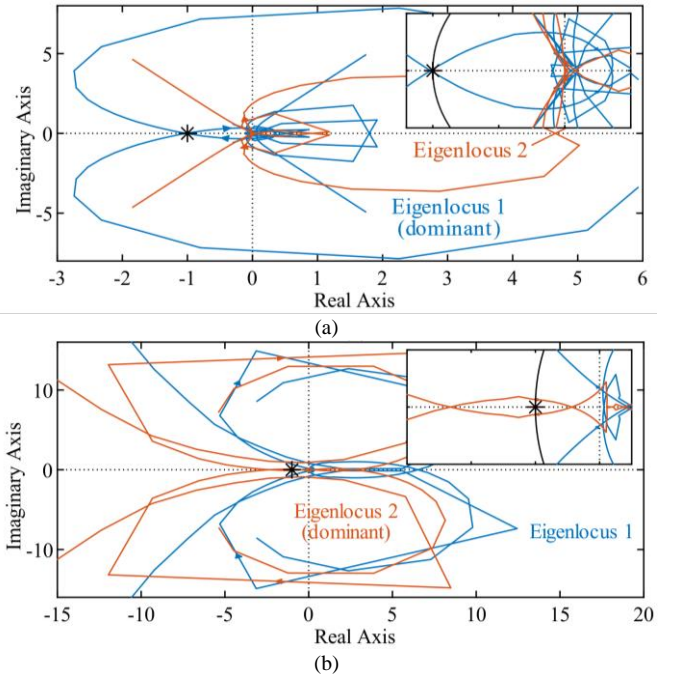 5
0
-5
Imaginary Axis
Eigenlocus 2
Eigenlocus 1
(dominant)
-3 -2 -1 0 1 2 3 4 5 6
Real Axis
(a)
10
0
-10
Imaginary Axis
Eigenlocus 2
(dominant)
Eigenlocus 1
-15 -10 -5 0 5 10 15 20
Real Axis
(b)